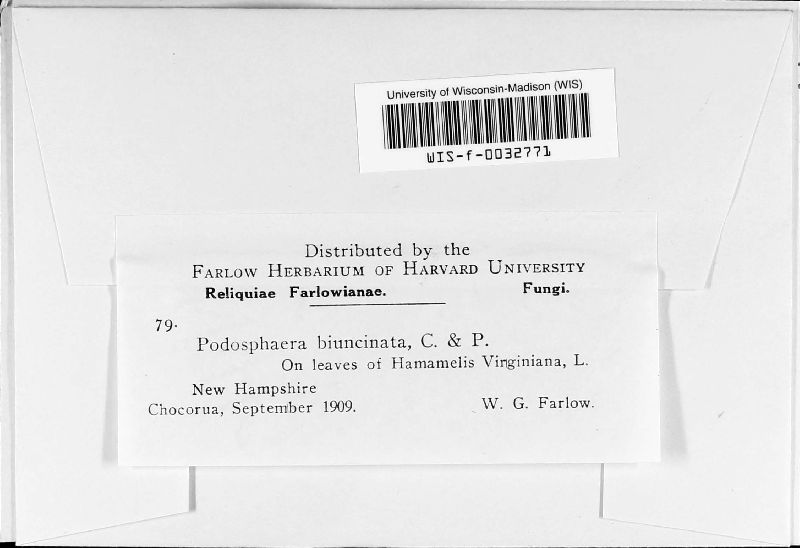 University of Wisconsin-Madison (WIS)
WIS-f-0032771
Distributed by the
Farlow Herbarium of Harvard University
Reliquiae Farlowianae. Fungi.
79.
Podosphaera biuncinata, C. & P.
On leaves of Hamamelis Virginiana, L.
New Hampshire
Chocorua, September 1909. W. G. Farlow.